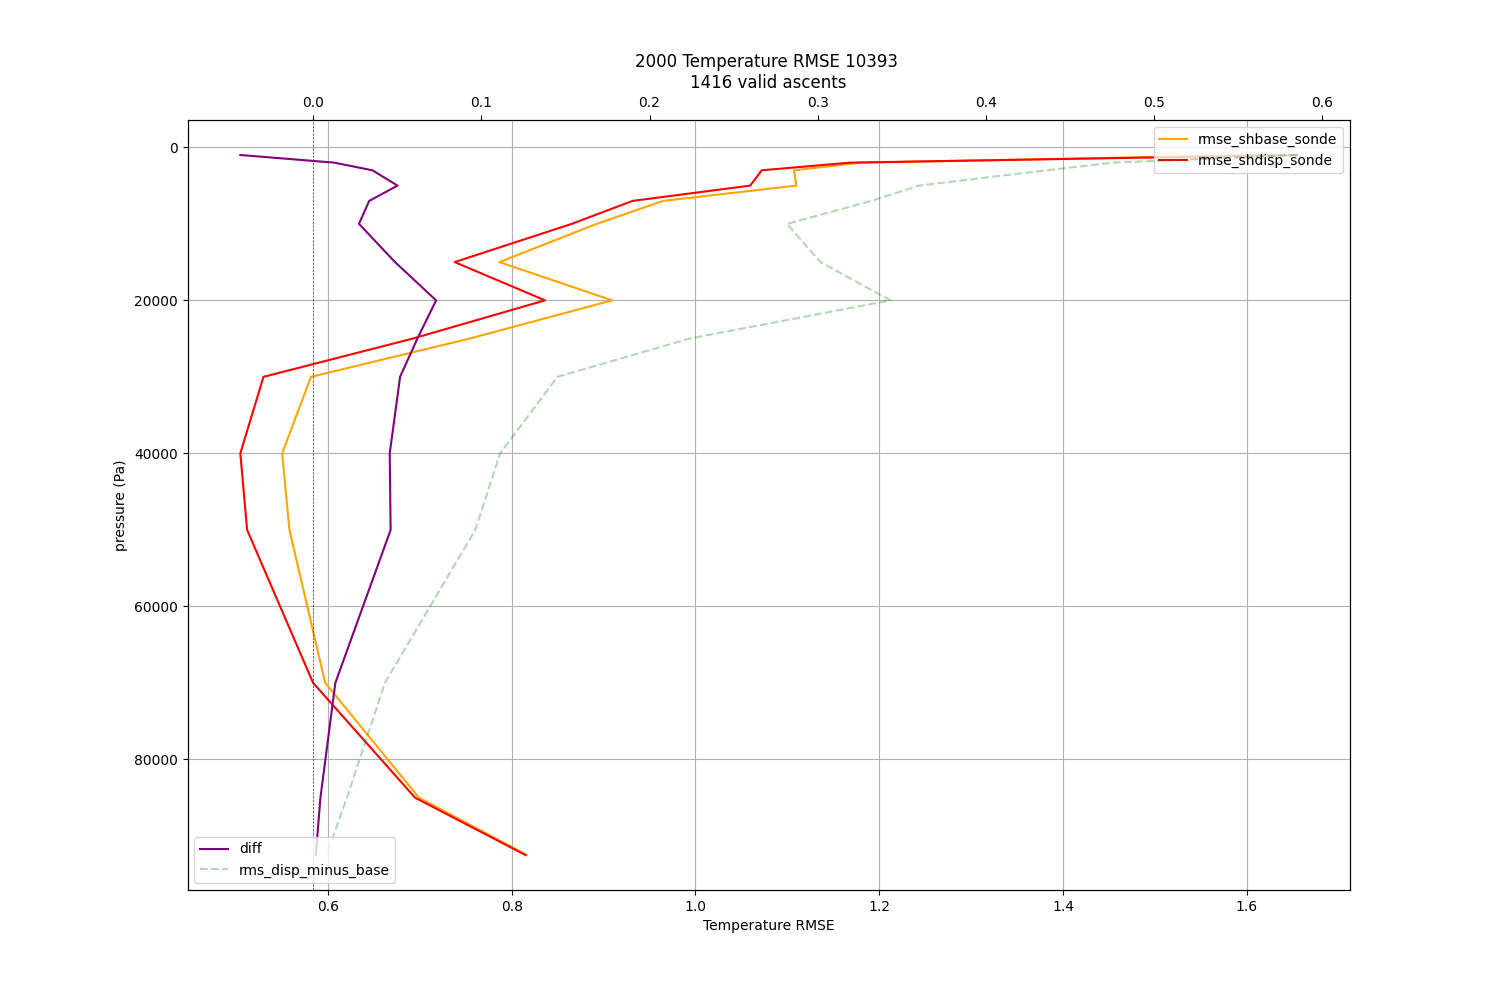 2000 Temperature RMSE 10393
1416 valid ascents
0.0 0.1 0.2 0.3 0.4 0.5 0.6
rmse_shbase_sonde
rmse_shdisp_sonde
0
20000
40000
60000
80000
pressure (Pa)
diff
rms_disp_minus_base
0.6 0.8 1.0 1.2 1.4 1.6
Temperature RMSE